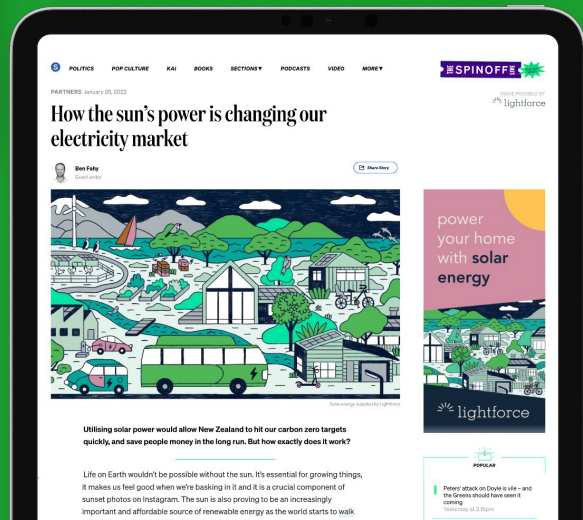 POLITICS POP CULTURE KAI BOOKS SECTIONS▼ PODCASTS VIDEO MORE▼
THE SPINOFF
PARTNERS January 28, 2022
MADE POSSIBLE BY
lightforce
How the sun's power is changing our
electricity market
Ben Fahy
Guest writer
Share Story
power
your home
with solar
energy
lightforce
Solar energy supplied by Lightforce
Utilising solar power would allow New Zealand to hit our carbon zero targets
quickly, and save people money in the long run. But how exactly does it work?
Life on Earth wouldn't be possible without the sun. It's essential for growing things,
it makes us feel good when we're basking in it and it is a crucial component of
sunset photos on Instagram. The sun is also proving to be an increasingly
important and affordable source of renewable energy as the world starts to walk
POPULAR
Peters' attack on Doyle is vile – and
the Greens should have seen it
coming
Yesterday at 2.15pm